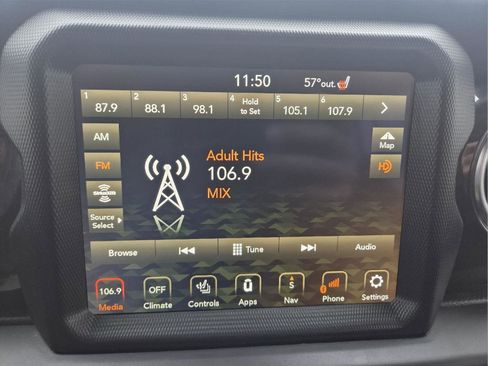 11:50 57°out.
1 2 3 4 5 6
87.9 88.1 98.1 Hold to Set 105.1 107.9
AM
Map
FM
Adult Hits
HD
106.9
SiriusXM
MIX
Source Select
Browse Tune Audio
106.9 OFF S
Media Climate Controls Apps Nav Phone Settings